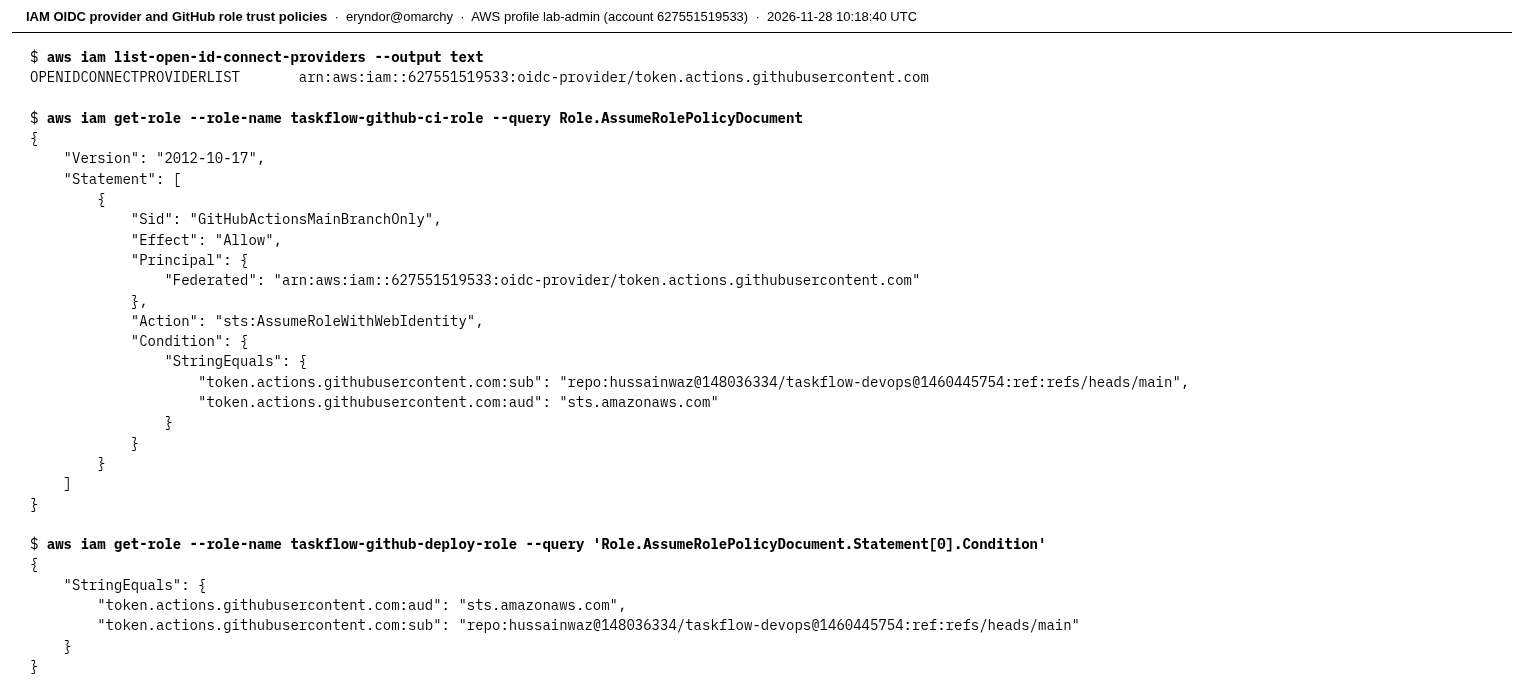 IAM OIDC provider and GitHub role trust policies · eryndor@omarchy · AWS profile lab-admin (account 627551519533) · 2026-11-28 10:18:40 UTC
$ aws iam list-open-id-connect-providers --output text
OPENIDCONNECTPROVIDERLIST       arn:aws:iam::627551519533:oidc-provider/token.actions.githubusercontent.com

$ aws iam get-role --role-name taskflow-github-ci-role --query Role.AssumeRolePolicyDocument
{
    "Version": "2012-10-17",
    "Statement": [
        {
            "Sid": "GitHubActionsMainBranchOnly",
            "Effect": "Allow",
            "Principal": {
                "Federated": "arn:aws:iam::627551519533:oidc-provider/token.actions.githubusercontent.com"
            },
            "Action": "sts:AssumeRoleWithWebIdentity",
            "Condition": {
                "StringEquals": {
                    "token.actions.githubusercontent.com:sub": "repo:hussainwaz@148036334/taskflow-devops@1460445754:ref:refs/heads/main",
                    "token.actions.githubusercontent.com:aud": "sts.amazonaws.com"
                }
            }
        }
    ]
}

$ aws iam get-role --role-name taskflow-github-deploy-role --query 'Role.AssumeRolePolicyDocument.Statement[0].Condition'
{
    "StringEquals": {
        "token.actions.githubusercontent.com:aud": "sts.amazonaws.com",
        "token.actions.githubusercontent.com:sub": "repo:hussainwaz@148036334/taskflow-devops@1460445754:ref:refs/heads/main"
    }
}